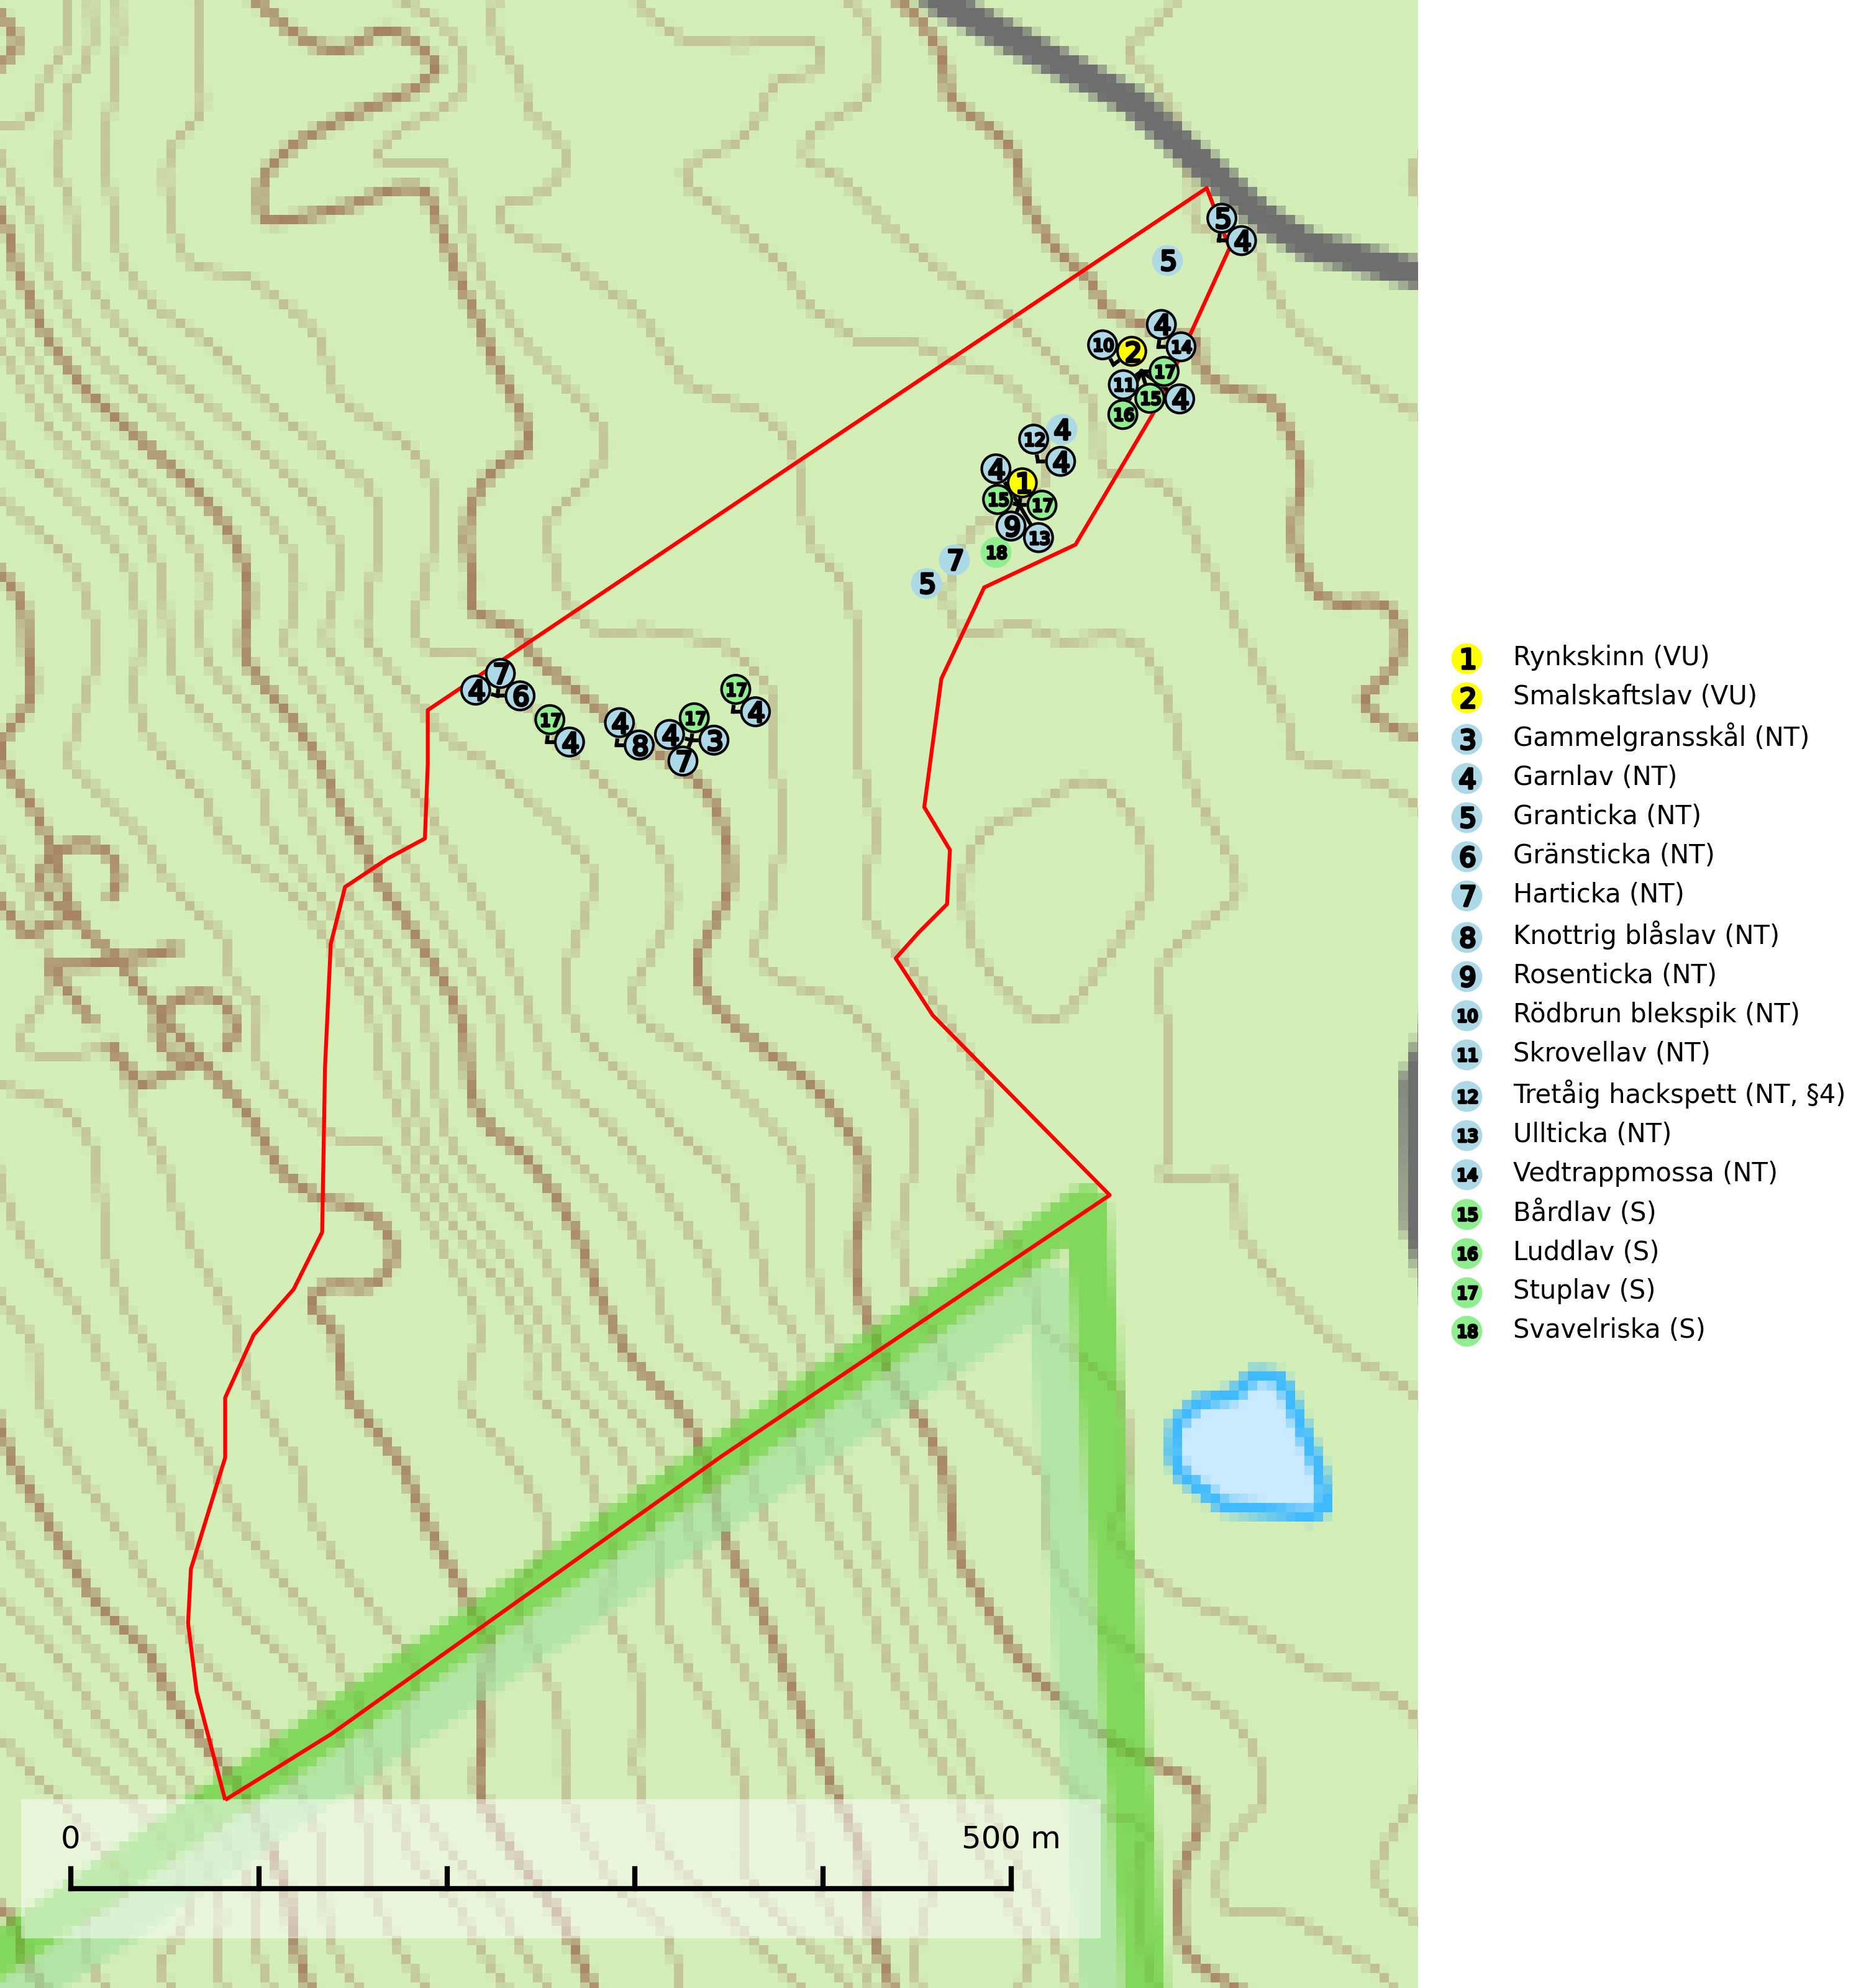 5
4
5
4
10
2
14
17
11
15
4
16
4
12
4
4
1
15
17
9
13
18
7
5
7
4
6
17
4
4
8
17
4
3
7
17
4
1 Rynkskinn (VU)
2 Smalskaftslav (VU)
3 Gammelgransskål (NT)
4 Garnlav (NT)
5 Granticka (NT)
6 Gränsticka (NT)
7 Harticka (NT)
8 Knottrig blåslav (NT)
9 Rosenticka (NT)
10 Rödbrun blekspik (NT)
11 Skrovellav (NT)
12 Tretåig hackspett (NT, §4)
13 Ullticka (NT)
14 Vedtrappmossa (NT)
15 Bårdlav (S)
16 Luddlav (S)
17 Stuplav (S)
18 Svavelriska (S)
0 500 m